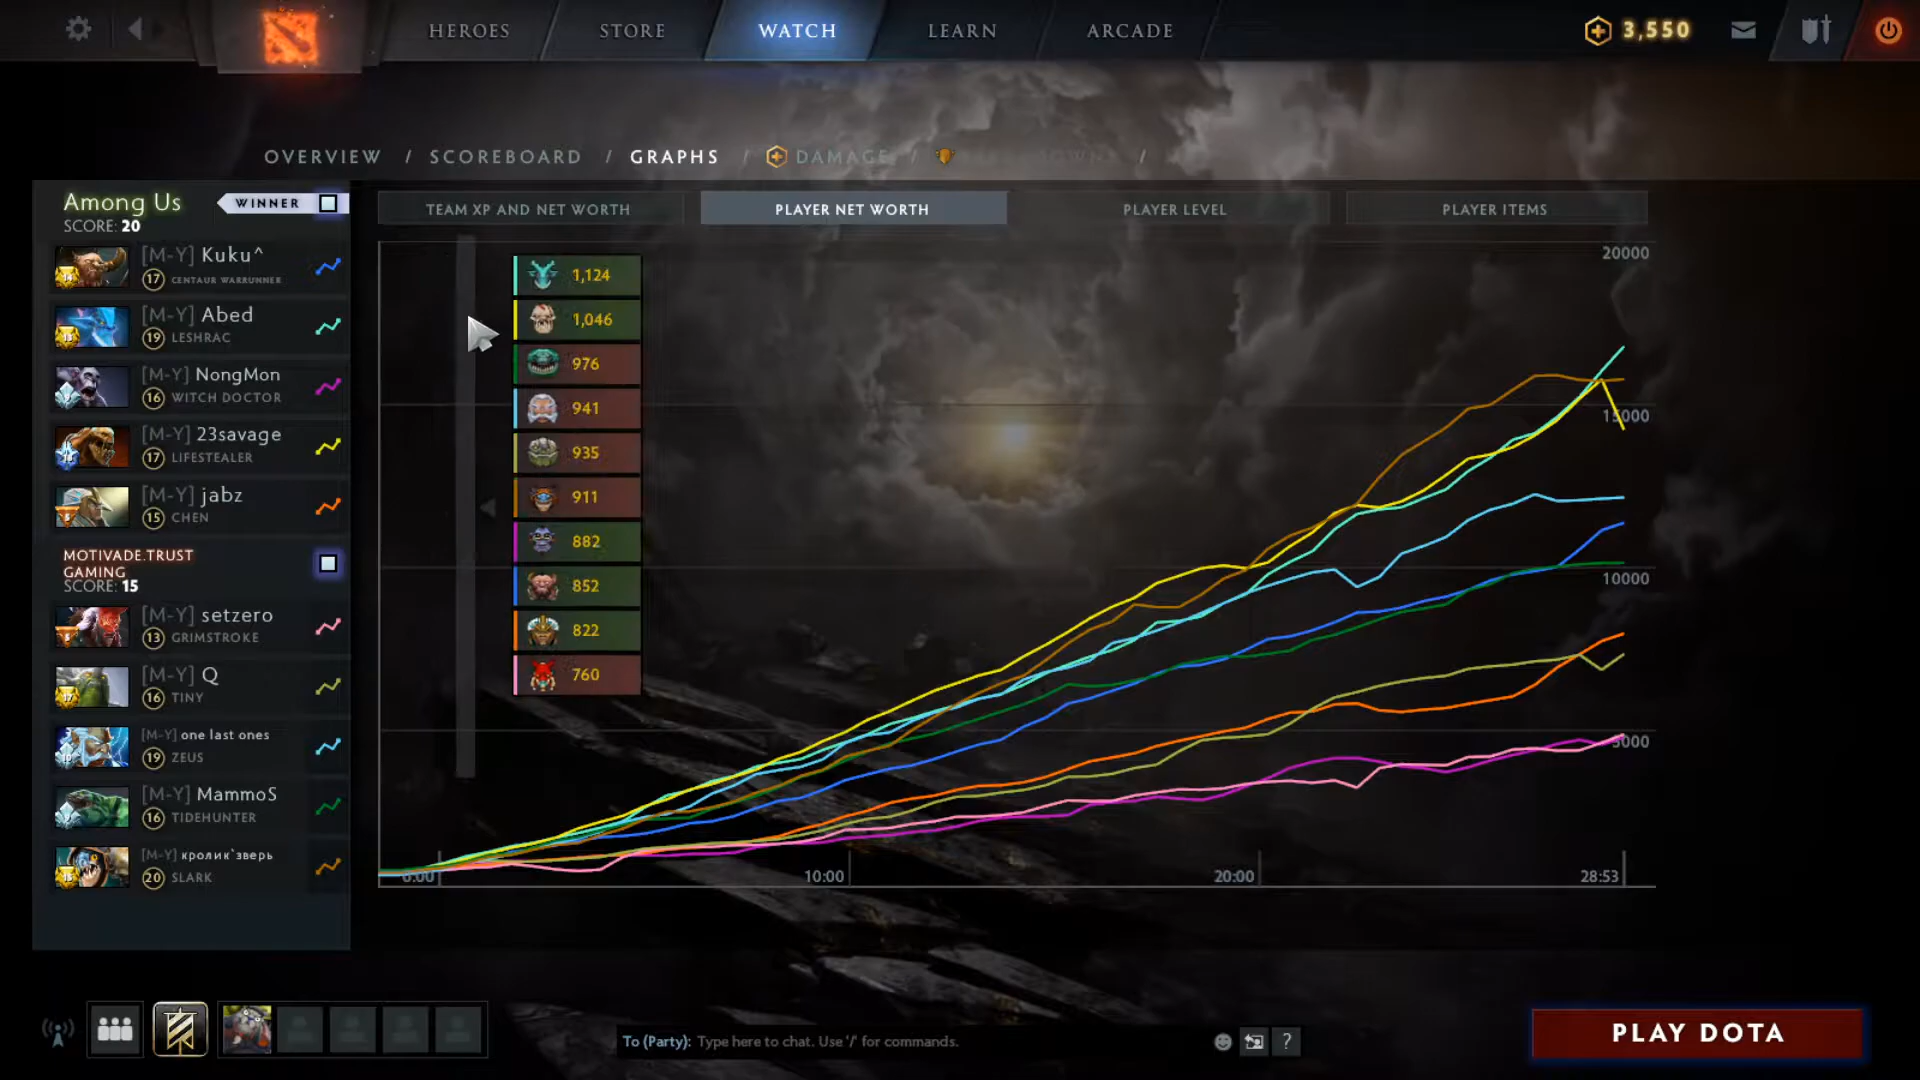 HEROES
STORE
WATCH
LEARN
ARCADE
3,550
OVERVIEW / SCOREBOARD / GRAPHS / DAMAGE / /
Among Us
WINNER
SCORE: 20
[M-Y] Kuku^
17 CENTAUR WARRUNNER
[M-Y] Abed
19 LESHRAC
[M-Y] NongMon
16 WITCH DOCTOR
[M-Y] 23savage
17 LIFESTEALER
[M-Y] jabz
15 CHEN
MOTIVADE.TRUST
GAMING
SCORE: 15
[M-Y] setzero
13 GRIMSTROKE
[M-Y] Q
16 TINY
[M-Y] one last ones
19 ZEUS
[M-Y] MammoS
16 TIDEHUNTER
[M-Y] кролик`зверь
20 SLARK
TEAM XP AND NET WORTH
PLAYER NET WORTH
PLAYER LEVEL
PLAYER ITEMS
1,124
1,046
976
941
935
911
882
852
822
760
20000
15000
10000
5000
0:00
10:00
20:00
28:53
To (Party): Type here to chat. Use '/' for commands.
?
PLAY DOTA